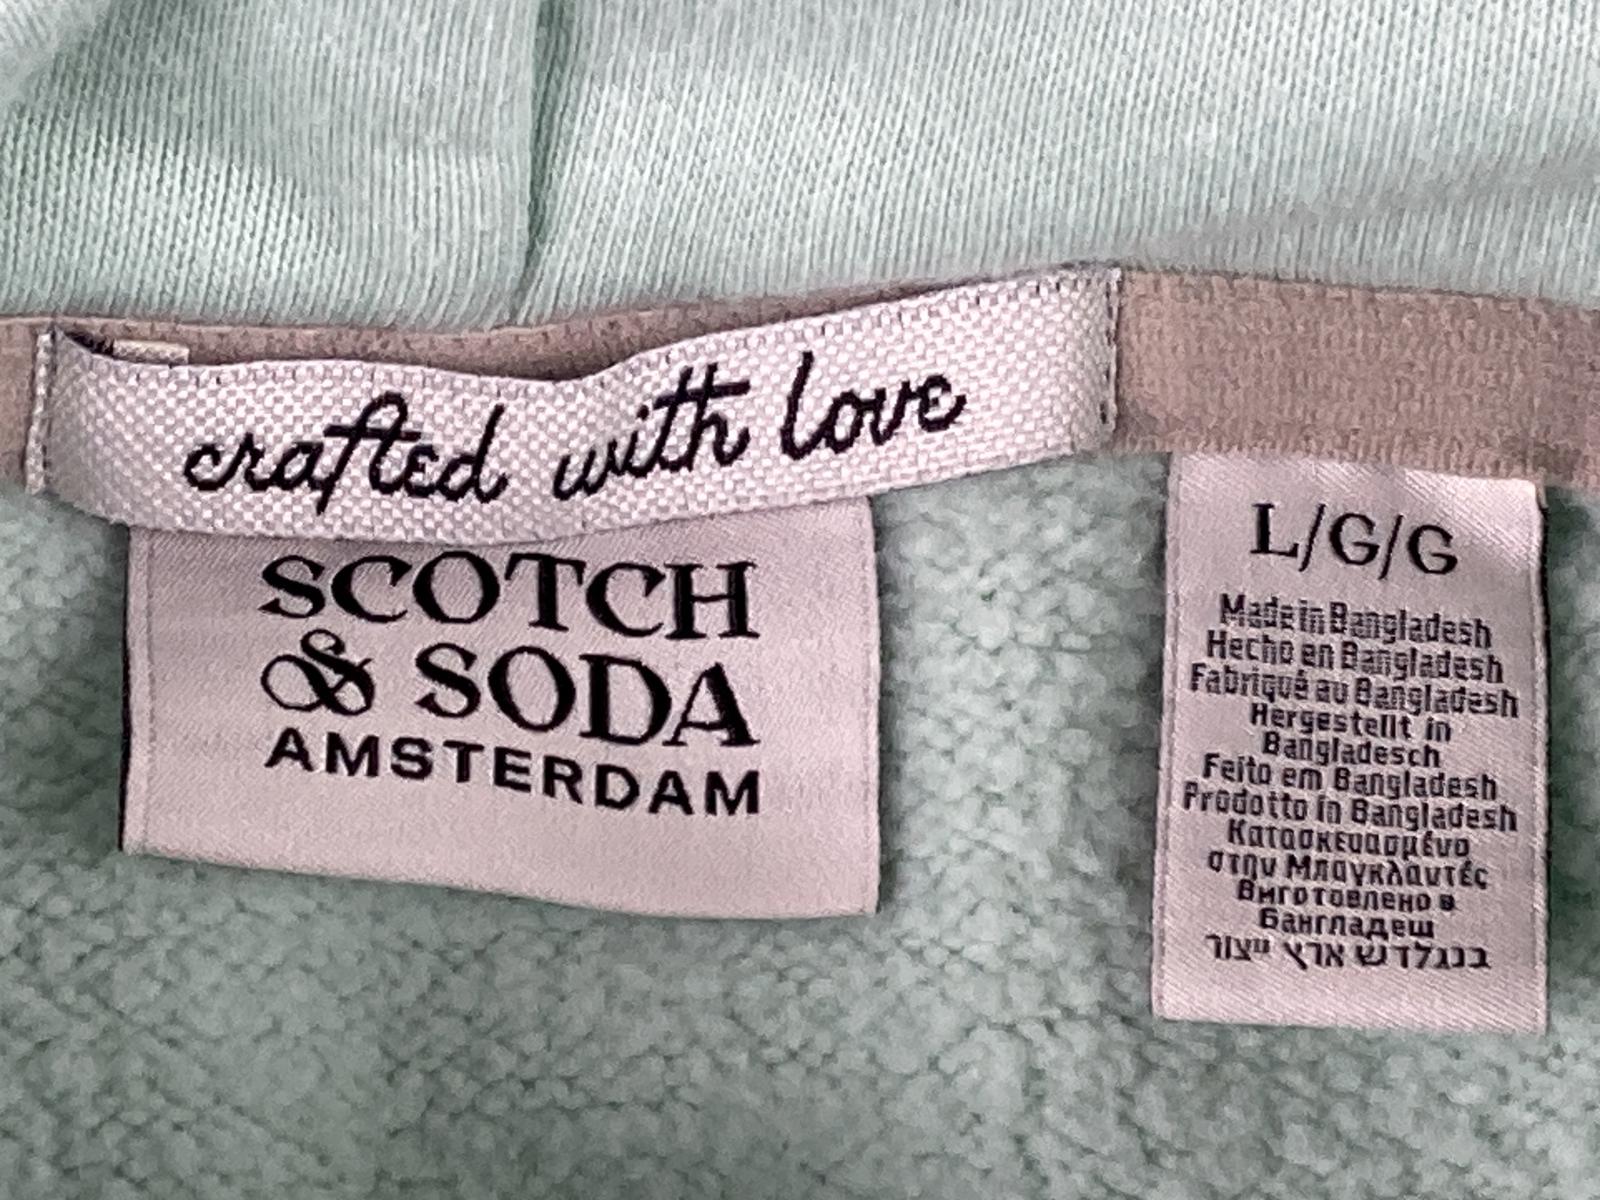 crafted with love
SCOTCH
& SODA
AMSTERDAM
L/G/G
Made in Bangladesh
Hecho en Bangladesh
Fabriqué au Bangladesh
Hergestellt in
Bangladesch
Feito em Bangladesh
Prodotto in Bangladesh
Κατασκευασμένο
στην Μπαγκλαντές
Виготовлено в
Бангладеш
בנגלדש ארץ ייצור